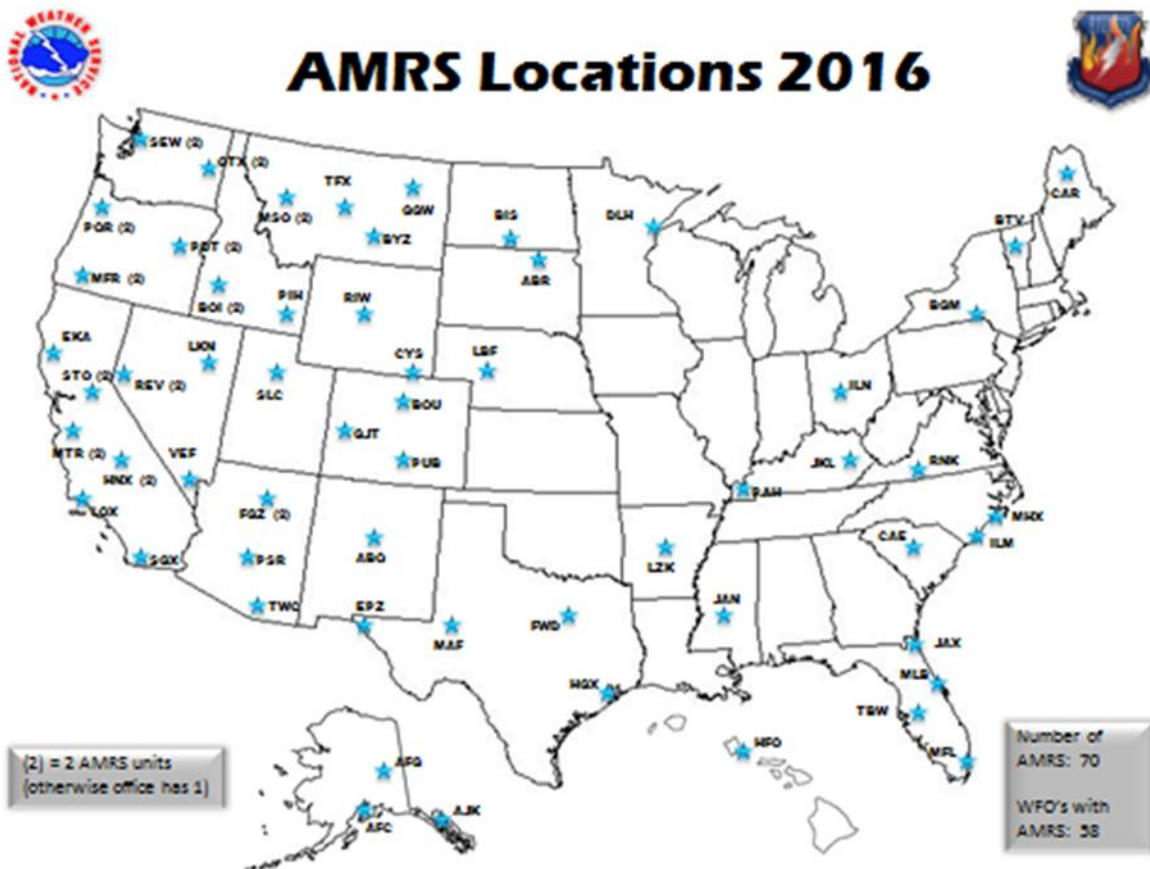 NATIONAL WEATHER SERVICE
AMRS Locations 2016
SEW (2)
OTX (2)
TFX
GGW
MSO (2)
BYZ
BIS
DLH
CAR
BTV
PQR (2)
PDT (2)
ABR
MFR (2)
BOI (2)
PIH
RIW
BGM
EKA
LKN
CYS
LBF
STO (2)
REV (2)
SLC
BOU
ILN
GJT
MTR (2)
VEF
PUB
JKL
RNK
HNX (2)
PAH
LOX
FGZ (2)
MHX
ABQ
CAE
ILM
SGX
PSR
LZK
TWC
EPZ
JAN
FWD
MAF
JAX
HGX
MLB
TBW
HFO
MFL
AFG
AFC
AJK
(2) = 2 AMRS units
(otherwise office has 1)
Number of
AMRS: 70
WFO's with
AMRS: 58